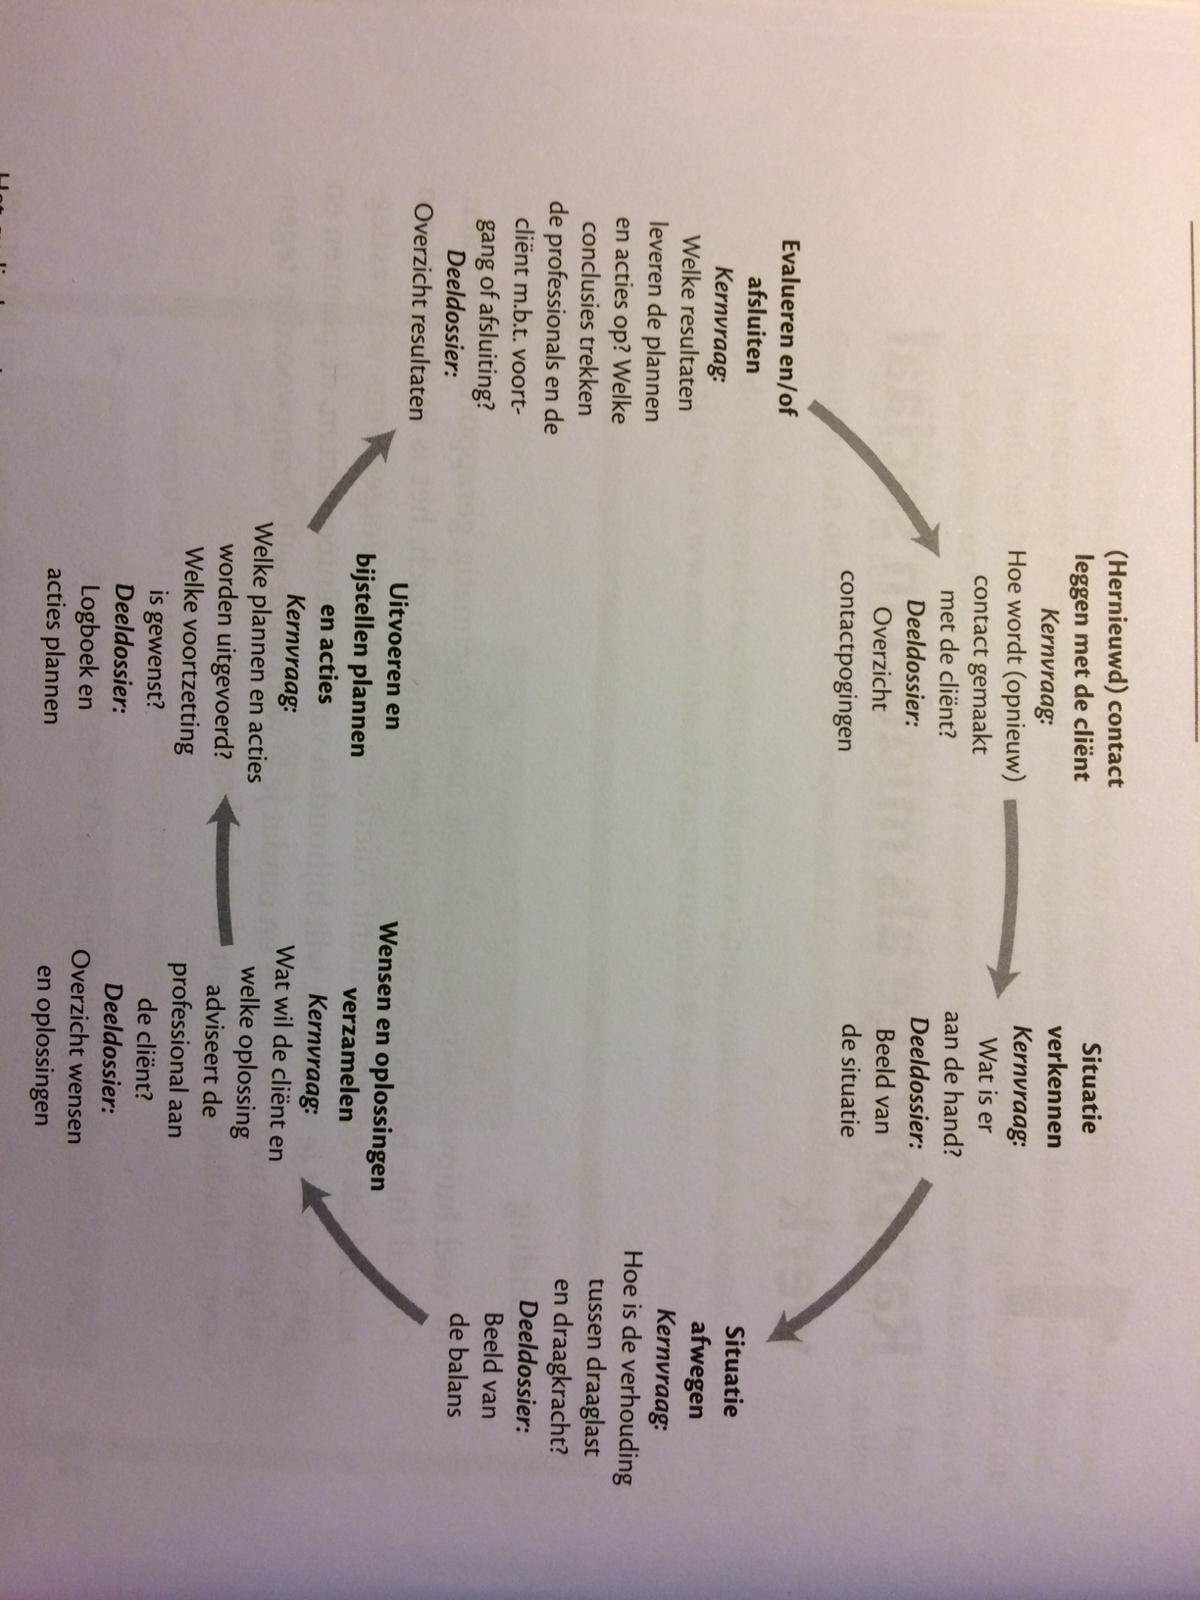 (Hernieuwd) contact
leggen met de cliënt
Kernvraag:
Hoe wordt (opnieuw)
contact gemaakt
met de cliënt?
Deeldossier:
Overzicht
contactpogingen
Situatie
verkennen
Kernvraag:
Wat is er
aan de hand?
Deeldossier:
Beeld van
de situatie
Situatie
afwegen
Kernvraag:
Hoe is de verhouding
tussen draaglast
en draagkracht?
Deeldossier:
Beeld van
de balans
Wensen en oplossingen
verzamelen
Kernvraag:
Wat wil de cliënt en
welke oplossing
adviseert de
professional aan
de cliënt?
Deeldossier:
Overzicht wensen
en oplossingen
Uitvoeren en
bijstellen plannen
en acties
Kernvraag:
Welke plannen en acties
worden uitgevoerd?
Welke voortzetting
is gewenst?
Deeldossier:
Logboek en
acties plannen
Evalueren en/of
afsluiten
Kernvraag:
Welke resultaten
leveren de plannen
en acties op? Welke
conclusies trekken
de professionals en de
cliënt m.b.t. voort-
gang of afsluiting?
Deeldossier:
Overzicht resultaten